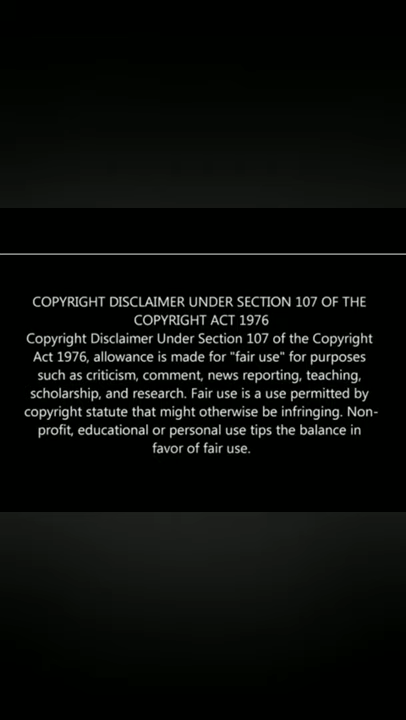 COPYRIGHT DISCLAIMER UNDER SECTION 107 OF THE
COPYRIGHT ACT 1976
Copyright Disclaimer Under Section 107 of the Copyright
Act 1976, allowance is made for "fair use" for purposes
such as criticism, comment, news reporting, teaching,
scholarship, and research. Fair use is a use permitted by
copyright statute that might otherwise be infringing. Non-
profit, educational or personal use tips the balance in
favor of fair use.